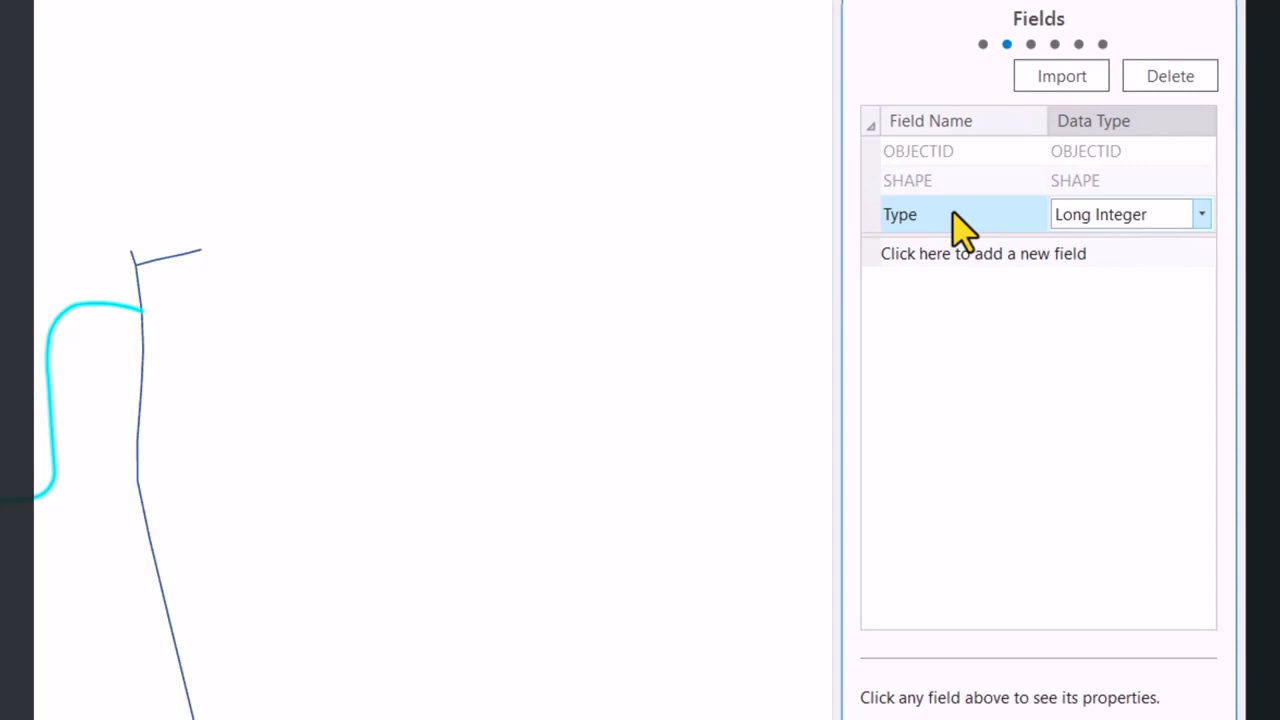 Fields
Import Delete
Field Name Data Type
OBJECTID OBJECTID
SHAPE SHAPE
Type Long Integer
Click here to add a new field
Click any field above to see its properties.